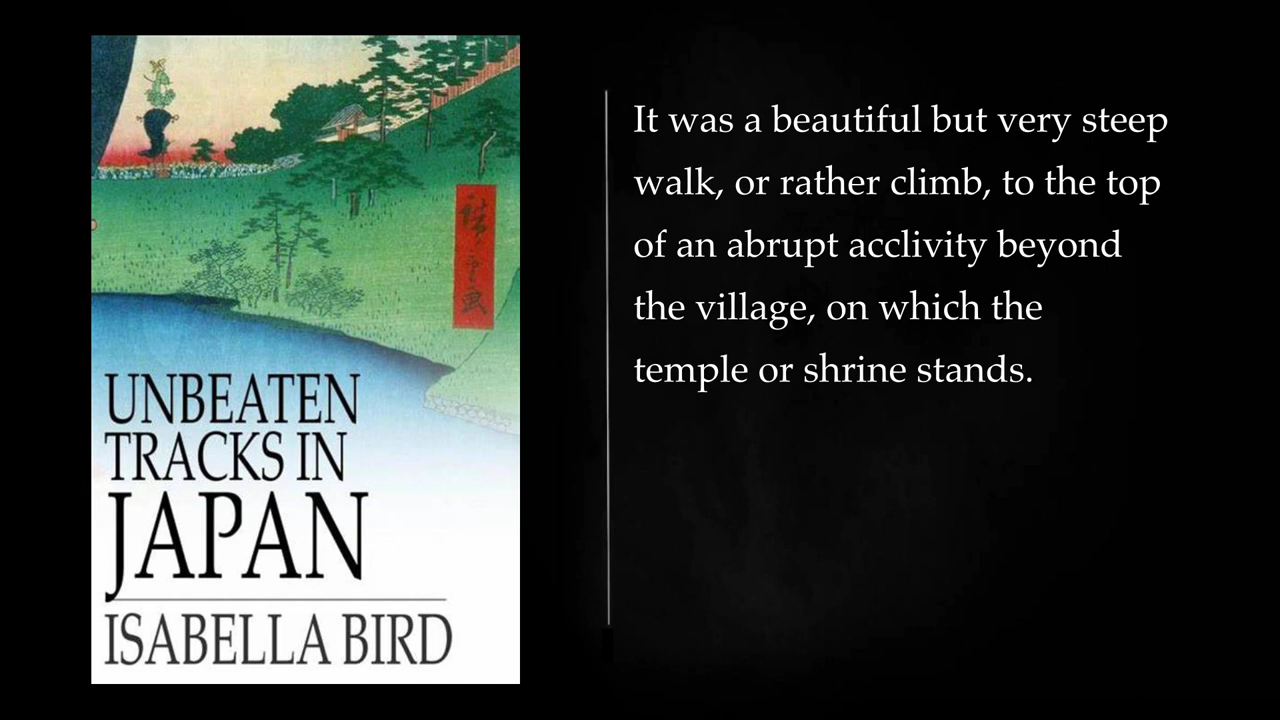 UNBEATEN
TRACKS IN
JAPAN
ISABELLA BIRD
It was a beautiful but very steep
walk, or rather climb, to the top
of an abrupt acclivity beyond
the village, on which the
temple or shrine stands.